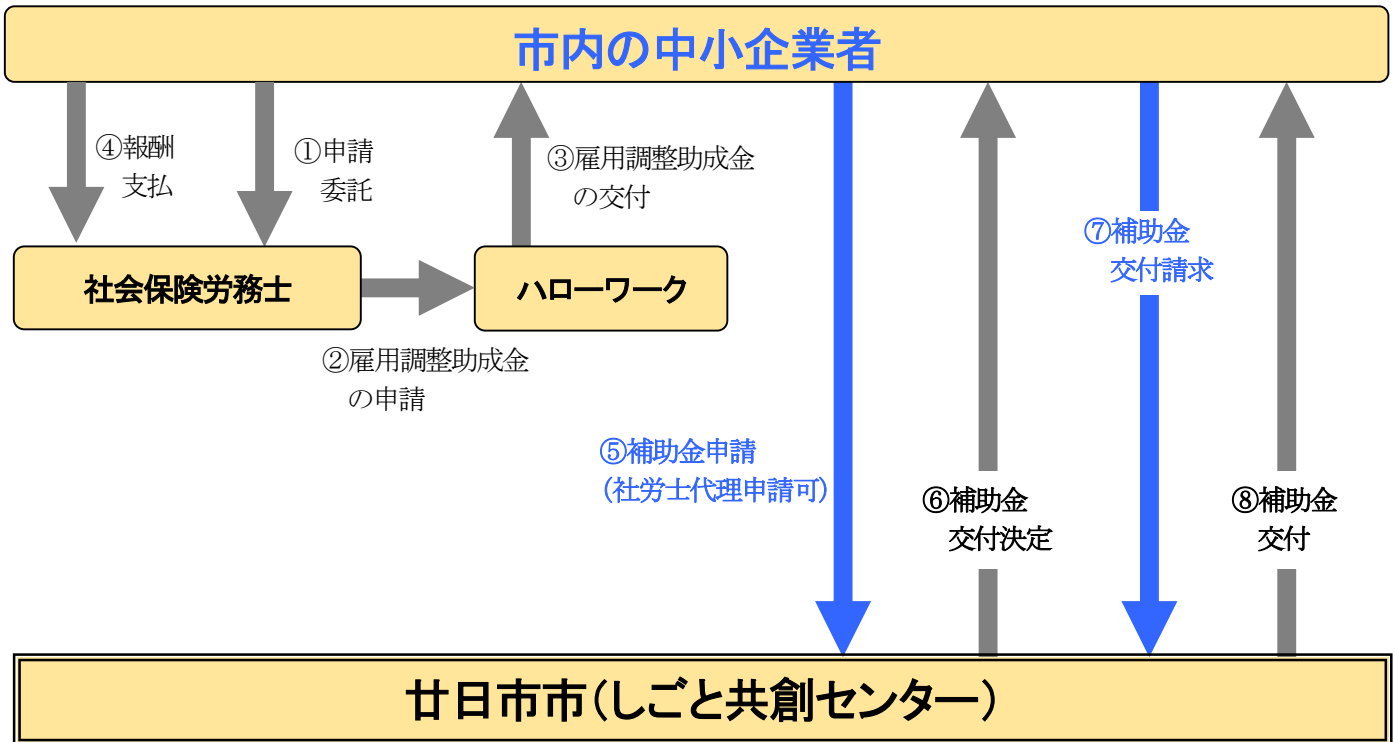 市内の中小企業者
④報酬
支払
①申請
委託
③雇用調整助成金
の交付
⑦補助金
交付請求
社会保険労務士
ハローワーク
②雇用調整助成金
の申請
⑤補助金申請
(社労士代理申請可)
⑥補助金
交付決定
⑧補助金
交付
廿日市市(しごと共創センター)